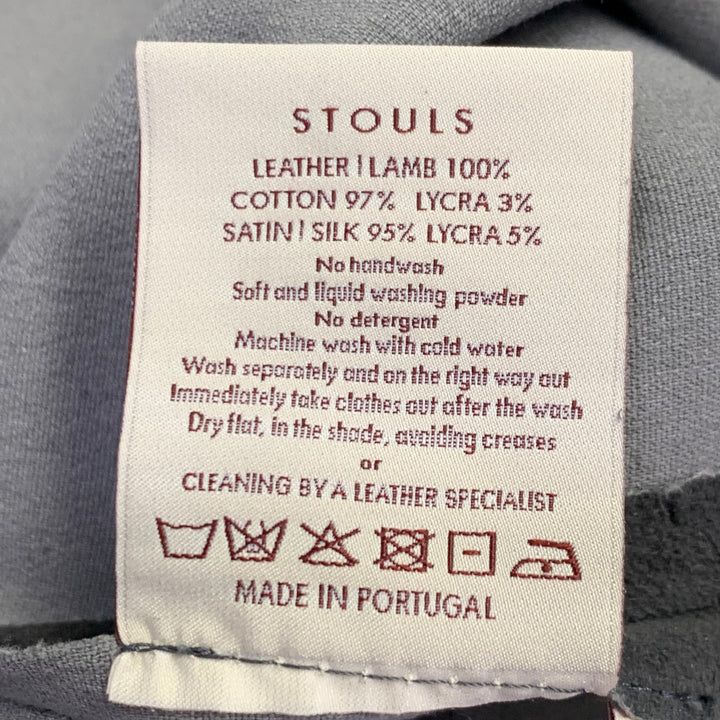 STOULS
LEATHER | LAMB 100%
COTTON 97% LYCRA 3%
SATIN | SILK 95% LYCRA 5%
No handwash
Soft and liquid washing powder
No detergent
Machine wash with cold water
Wash separately and on the right way out
Immediately take clothes out after the wash
Dry flat, in the shade, avoiding creases
or
CLEANING BY A LEATHER SPECIALIST
MADE IN PORTUGAL